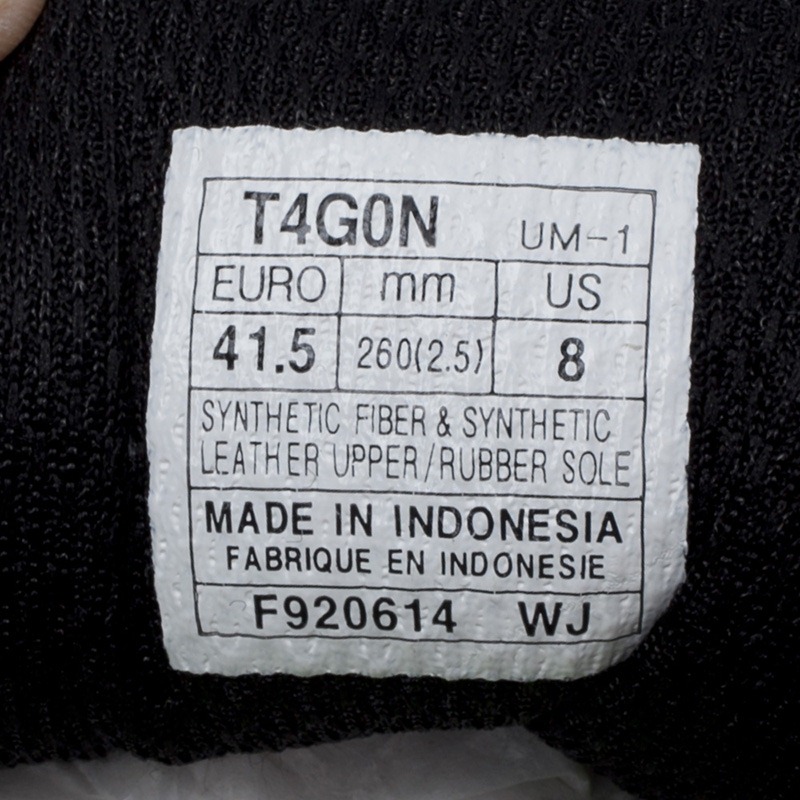 T4G0N UM-1
EURO mm US
41.5 260(2.5) 8
SYNTHETIC FIBER & SYNTHETIC
LEATHER UPPER/RUBBER SOLE
MADE IN INDONESIA
FABRIQUE EN INDONESIE
F920614 WJ